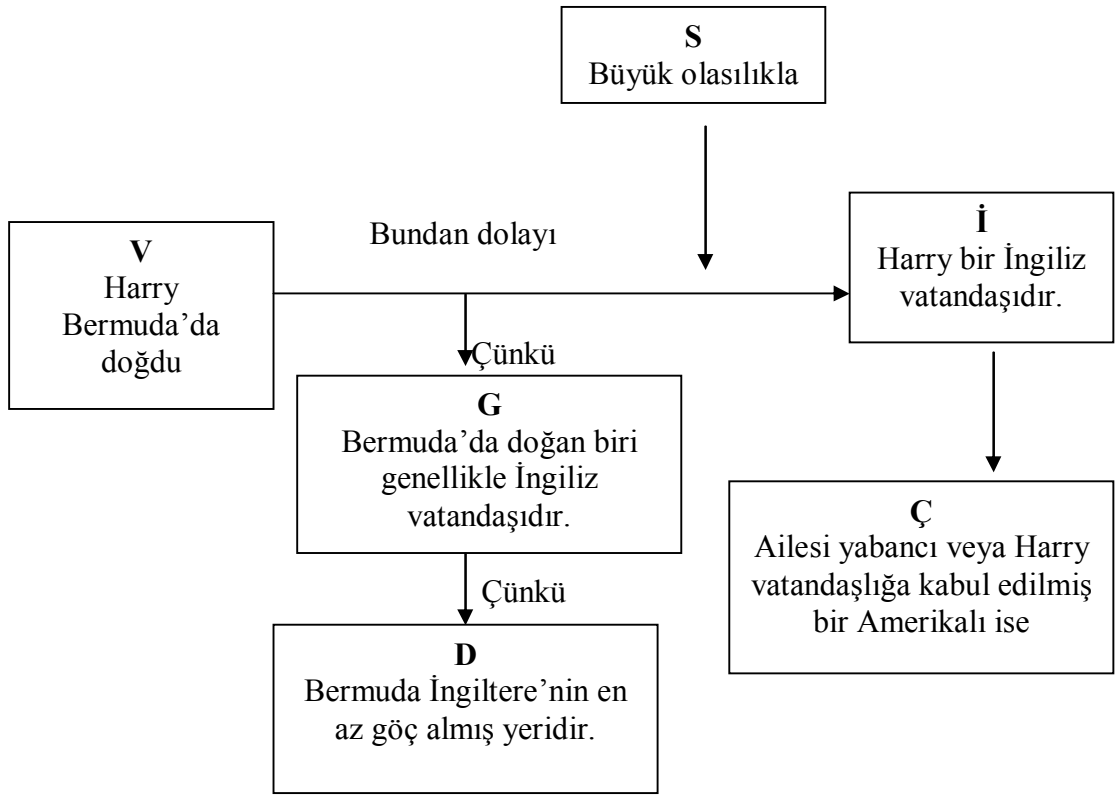 S
Büyük olasılıkla
V
Harry
Bermuda’da
doğdu
Bundan dolayı
İ
Harry bir İngiliz
vatandaşıdır.
Çünkü
G
Bermuda’da doğan biri
genellikle İngiliz
vatandaşıdır.
Ç
Ailesi yabancı veya Harry
vatandaşlığa kabul edilmiş
bir Amerikalı ise
Çünkü
D
Bermuda İngiltere’nin en
az göç almış yeridir.